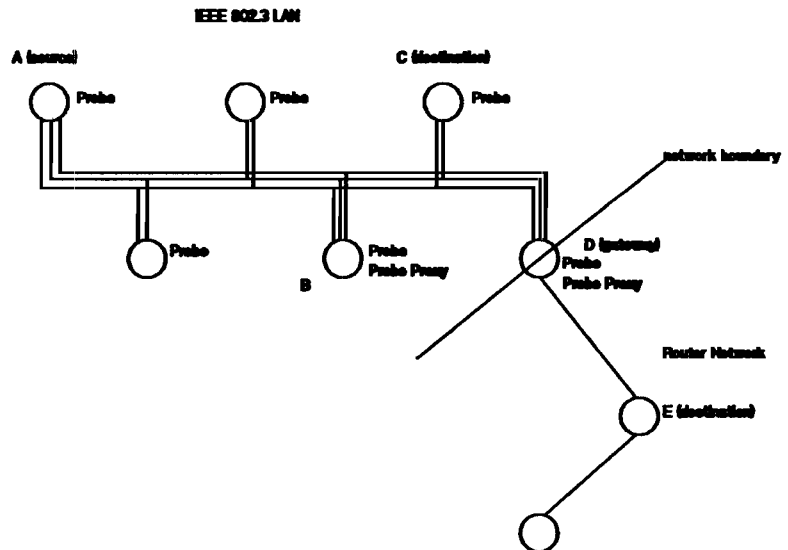 IEEE 802.3 LAN
A (source)
C (destination)
Probe
Probe
Probe
network boundary
Probe
Probe
Probe Proxy
B
D (gateway)
Probe
Probe Proxy
Router Network
E (destination)